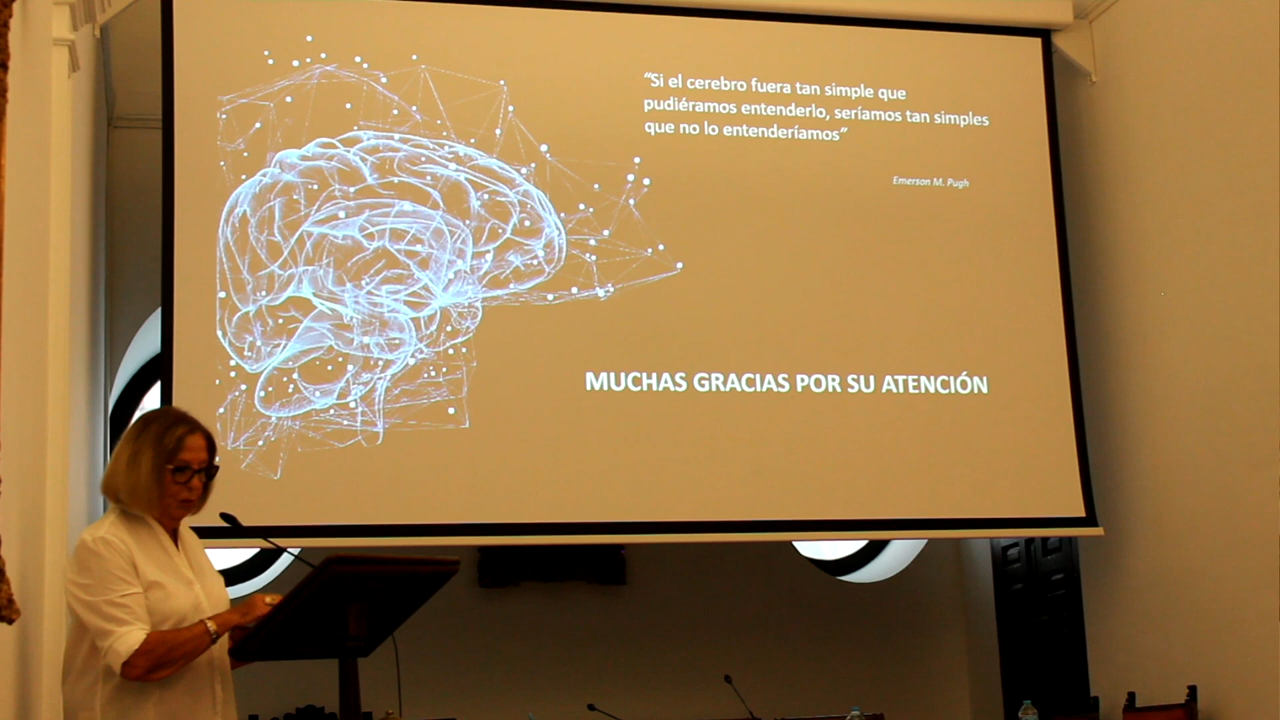 “Si el cerebro fuera tan simple que
pudiéramos entenderlo, seríamos tan simples
que no lo entenderíamos”
Emerson M. Pugh
MUCHAS GRACIAS POR SU ATENCIÓN